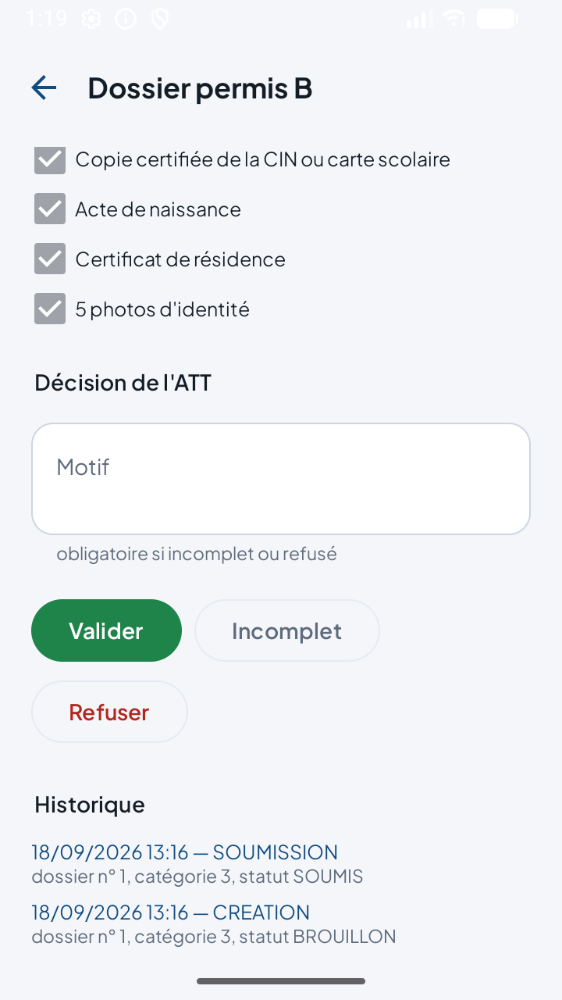 1:19
Dossier permis B
Copie certifiée de la CIN ou carte scolaire
Acte de naissance
Certificat de résidence
5 photos d'identité
Décision de l'ATT
Motif
obligatoire si incomplet ou refusé
Valider
Incomplet
Refuser
Historique
18/09/2026 13:16 — SOUMISSION
dossier n° 1, catégorie 3, statut SOUMIS
18/09/2026 13:16 — CREATION
dossier n° 1, catégorie 3, statut BROUILLON